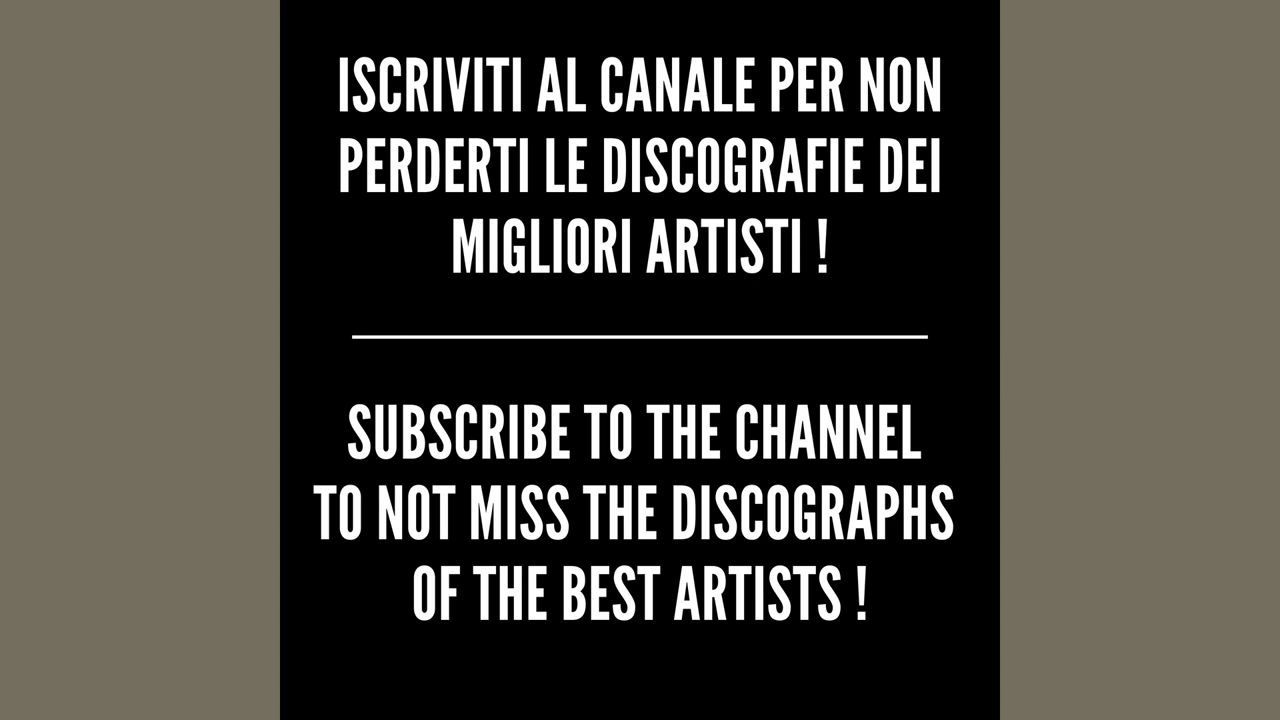 ISCRIVITI AL CANALE PER NON
PERDERTI LE DISCOGRAFIE DEI
MIGLIORI ARTISTI !
SUBSCRIBE TO THE CHANNEL
TO NOT MISS THE DISCOGRAPHS
OF THE BEST ARTISTS !